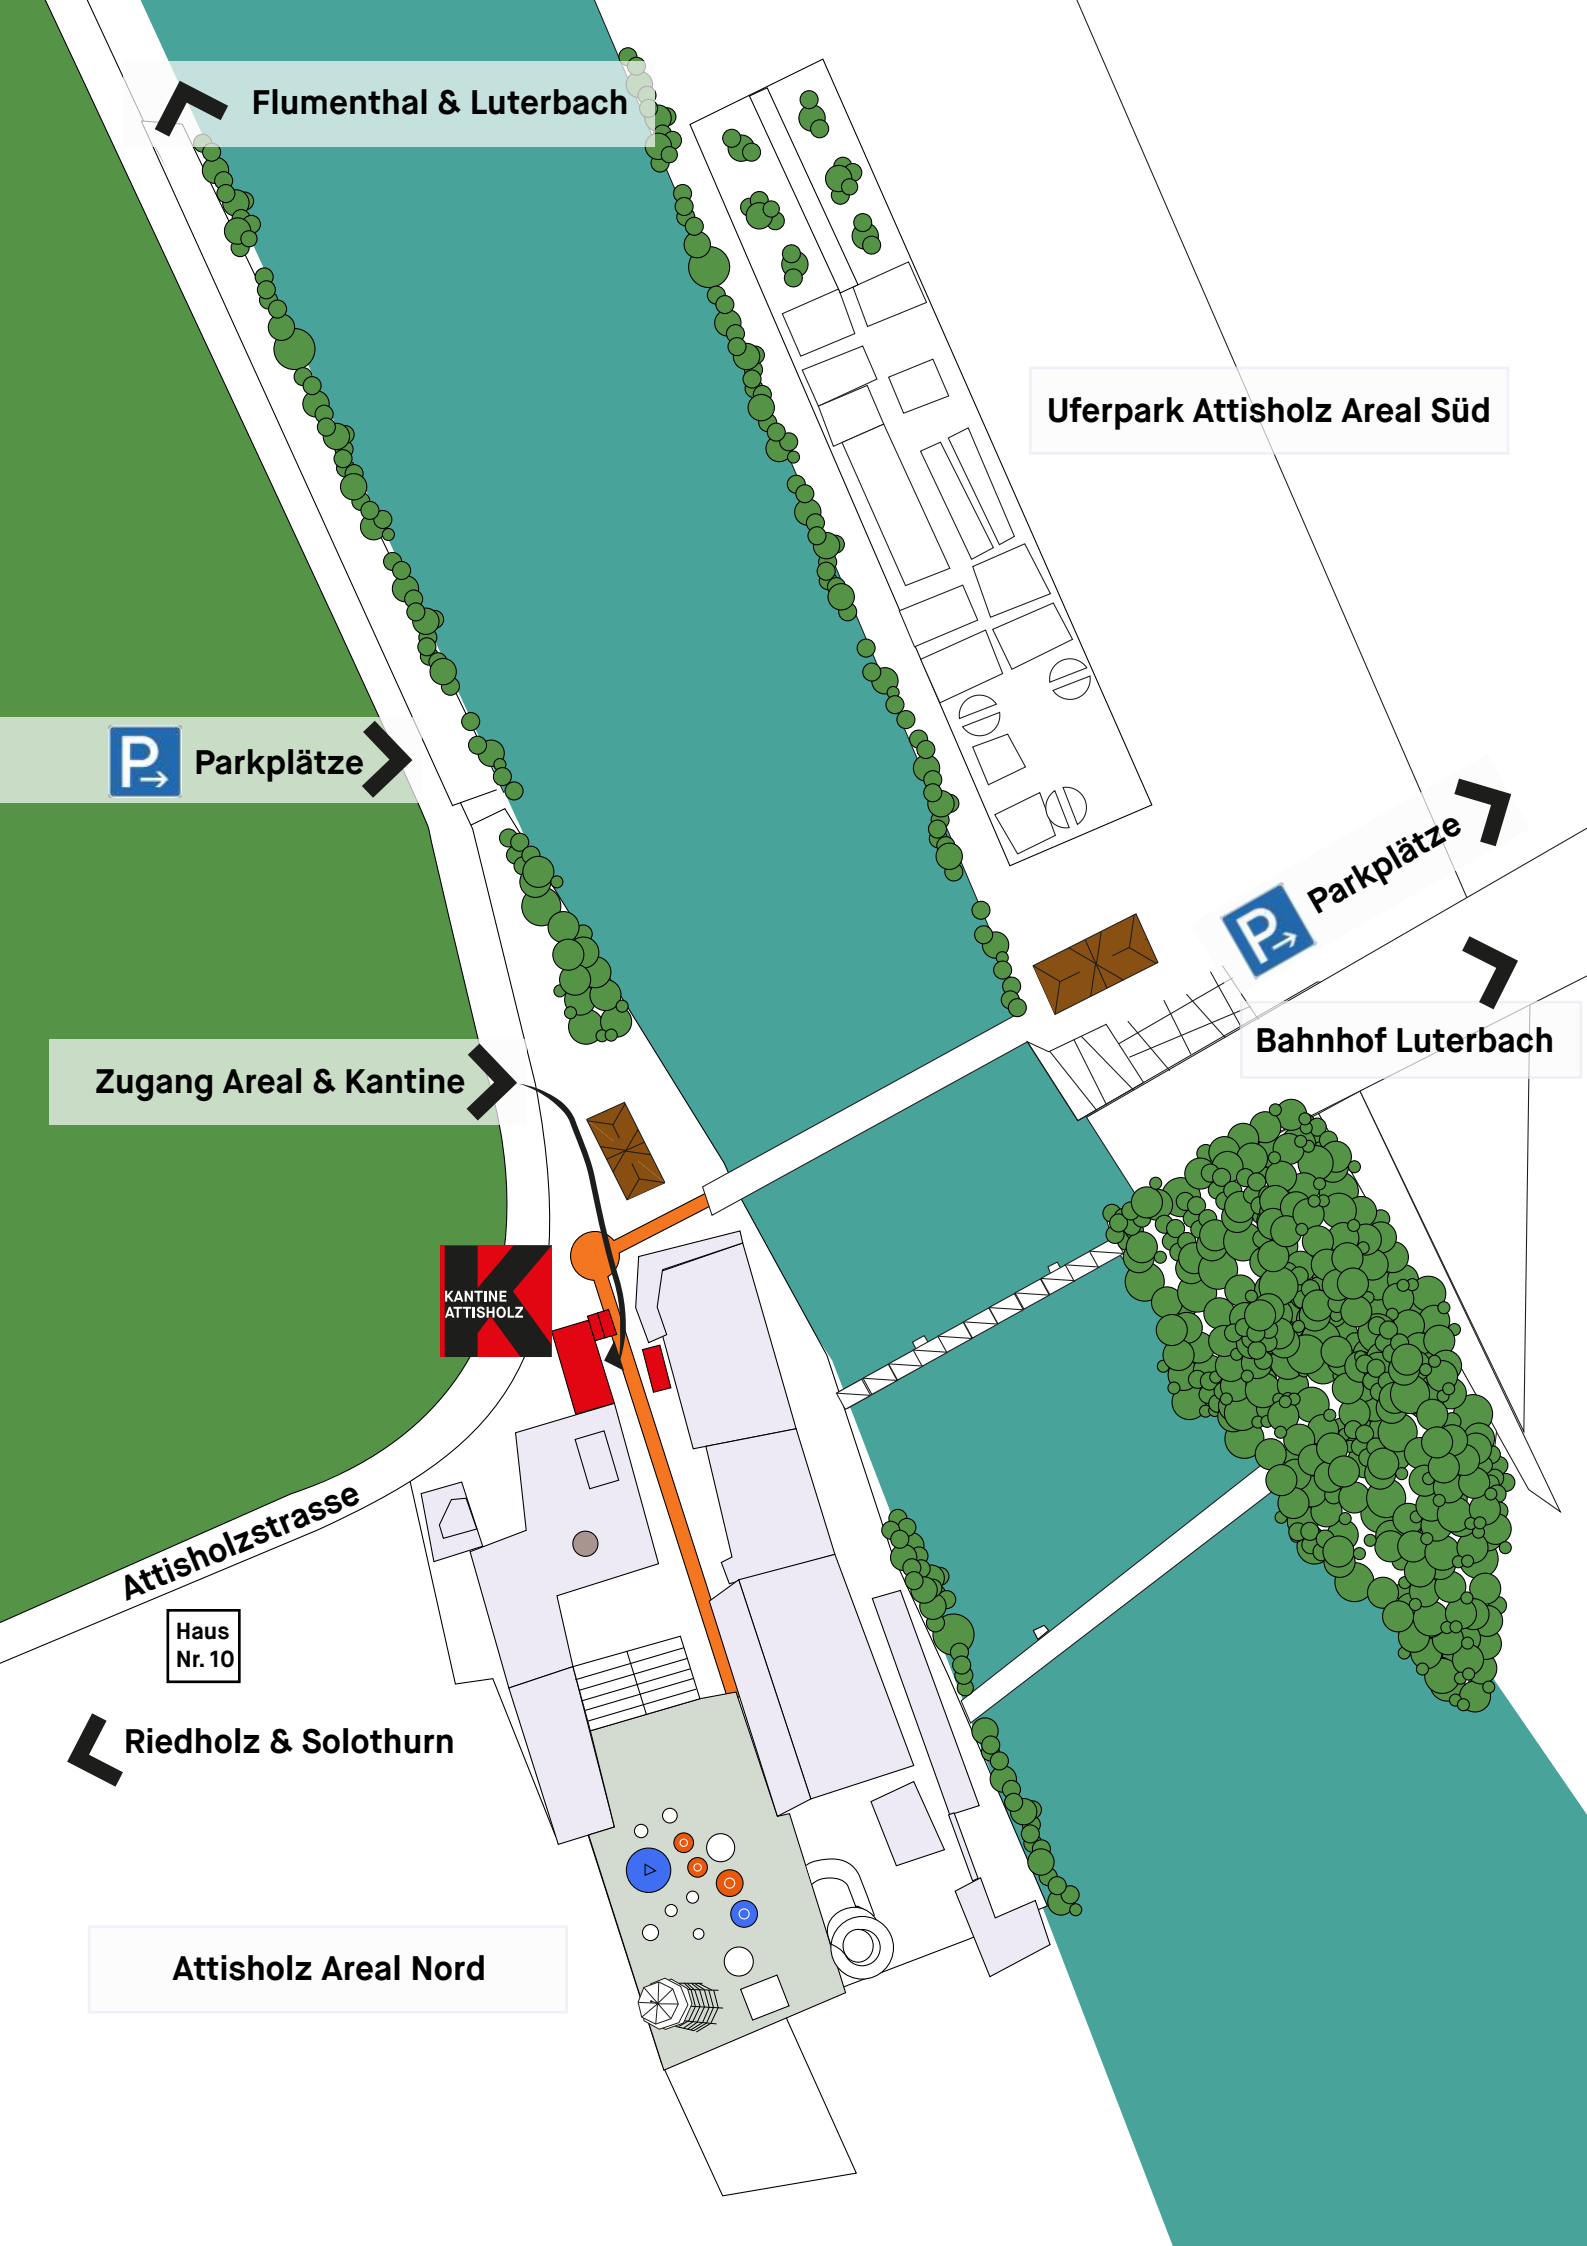 Flumenthal & Luterbach
Uferpark Attisholz Areal Süd
P Parkplätze
P Parkplätze
Bahnhof Luterbach
Zugang Areal & Kantine
K
KANTINE
ATTISHOLZ
Attisholzstrasse
Haus
Nr. 10
Riedholz & Solothurn
Attisholz Areal Nord